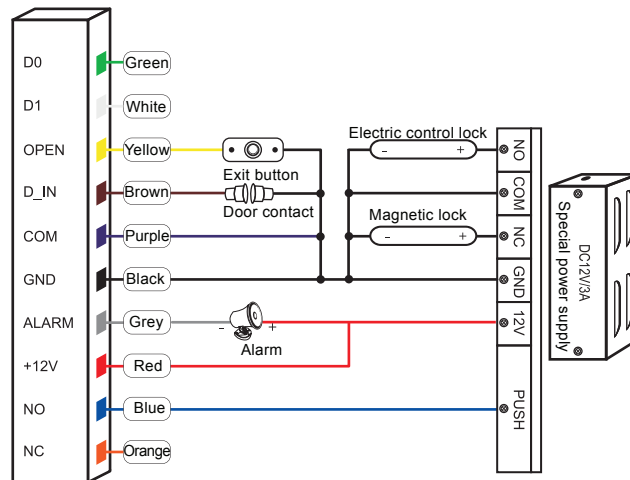 D0
Green
D1
White
OPEN
Yellow
Exit button
D_IN
Brown
Door contact
COM
Purple
GND
Black
ALARM
Grey
-
+
Alarm
+12V
Red
NO
Blue
NC
Orange
Electric control lock
-
+
NO
COM
Magnetic lock
-
+
NC
GND
12V
PUSH
DC12V/3A
Special power supply